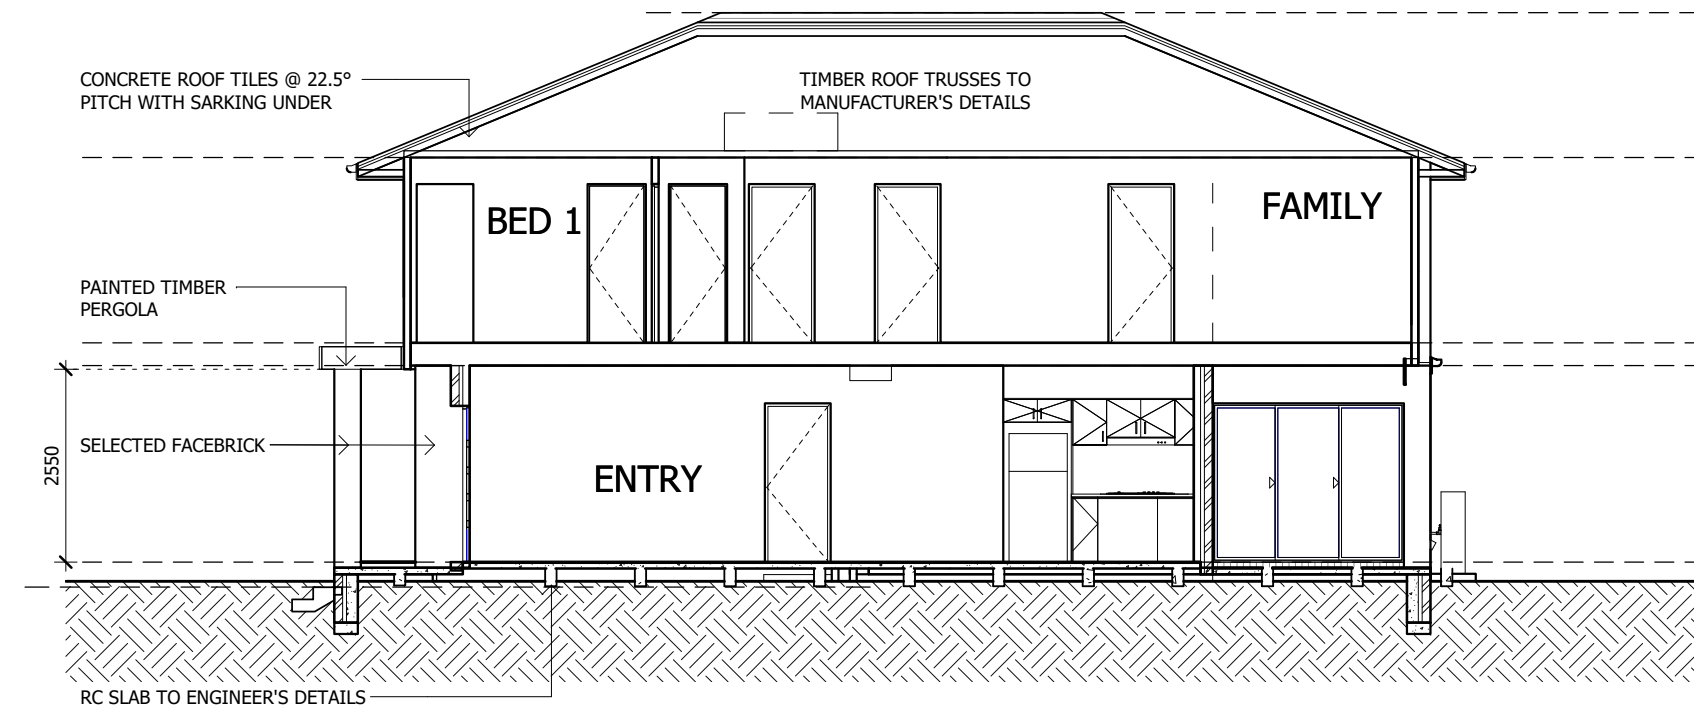 CONCRETE ROOF TILES @ 22.5°
PITCH WITH SARKING UNDER
TIMBER ROOF TRUSSES TO
MANUFACTURER'S DETAILS
BED 1
FAMILY
PAINTED TIMBER
PERGOLA
SELECTED FACEBRICK
2550
ENTRY
RC SLAB TO ENGINEER'S DETAILS